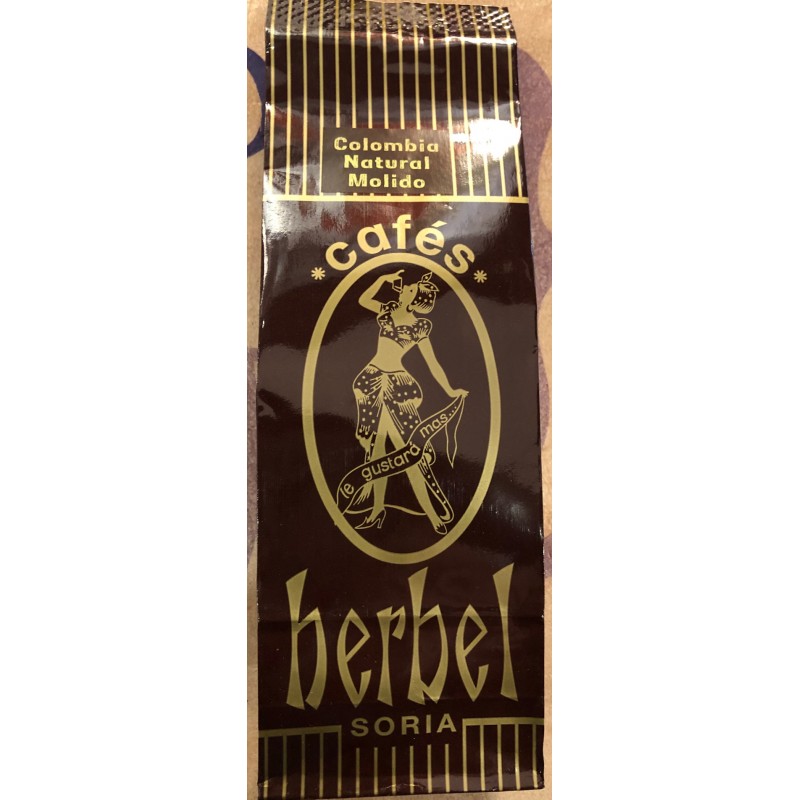 Colombia
Natural
Molido
*cafés*
le gustará mas...
herbel
SORIA